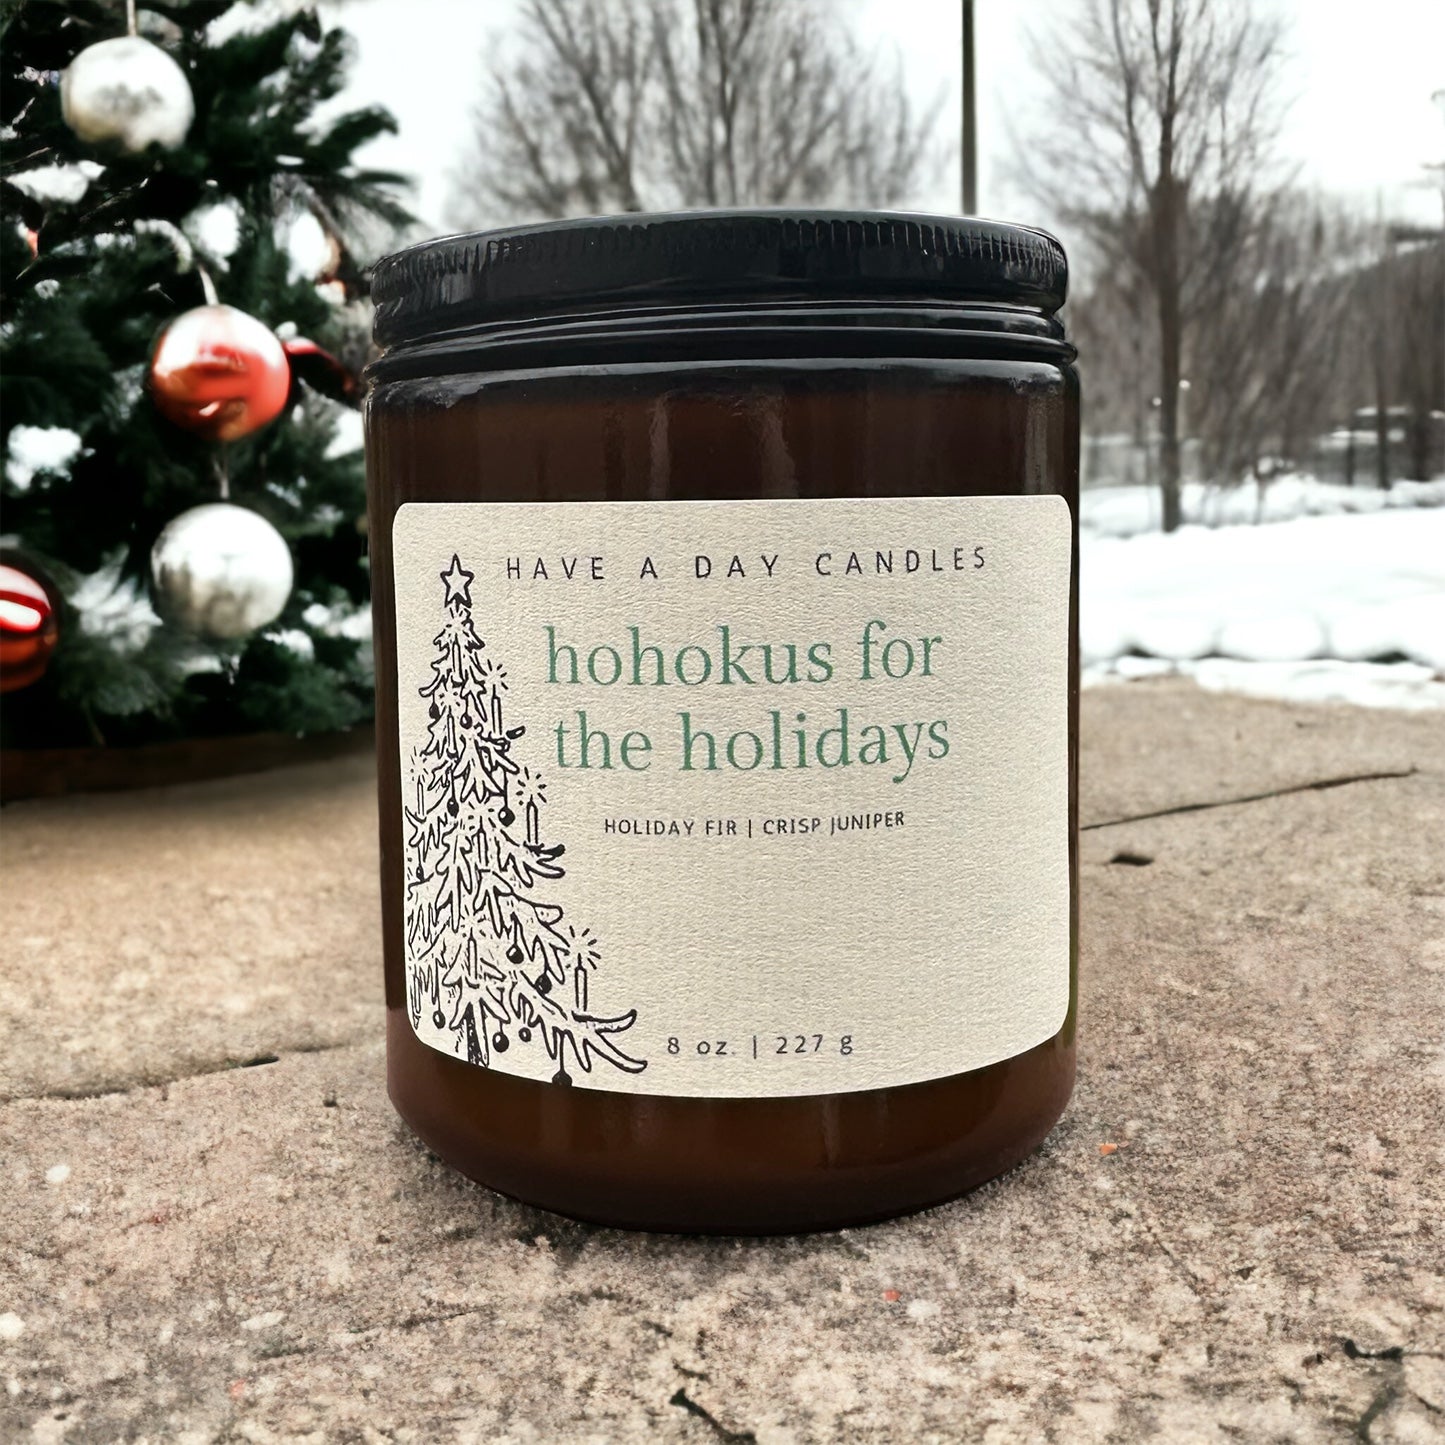 HAVE A DAY CANDLES
hohokus for
the holidays
HOLIDAY FIR | CRISP JUNIPER
8 oz. | 227 g